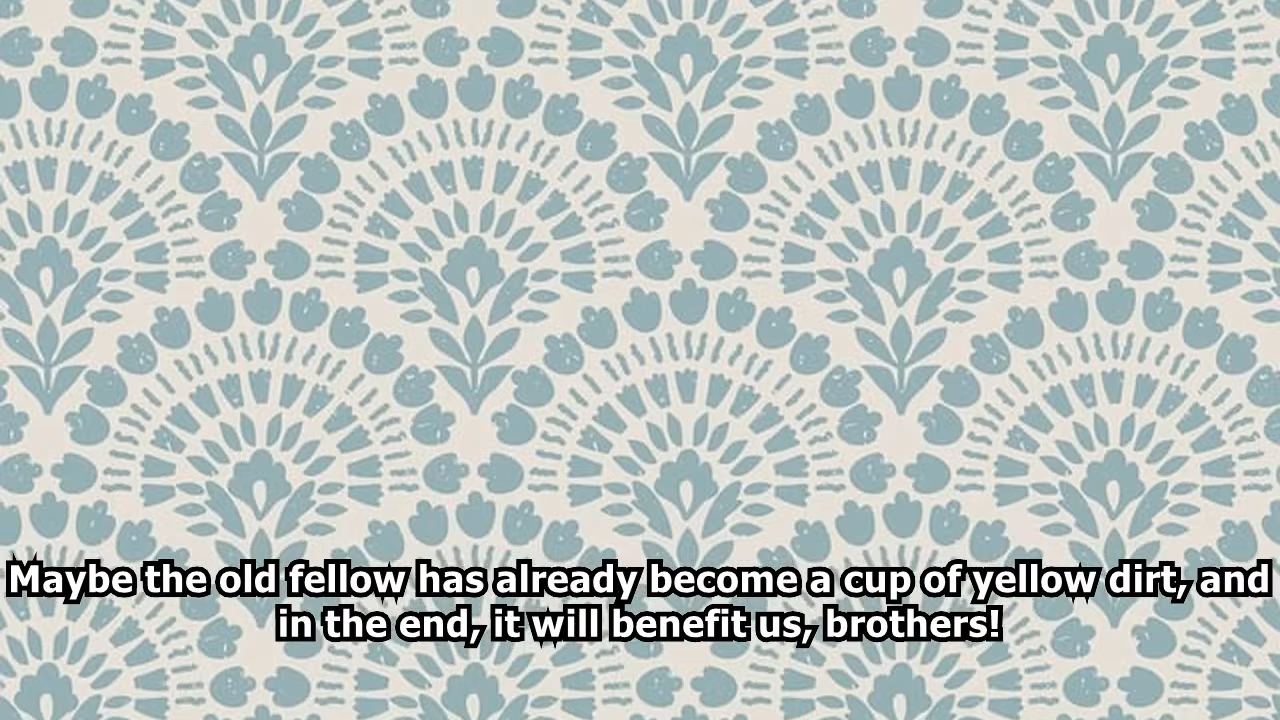 Maybe the old fellow has already become a cup of yellow dirt, and
in the end, it will benefit us, brothers!